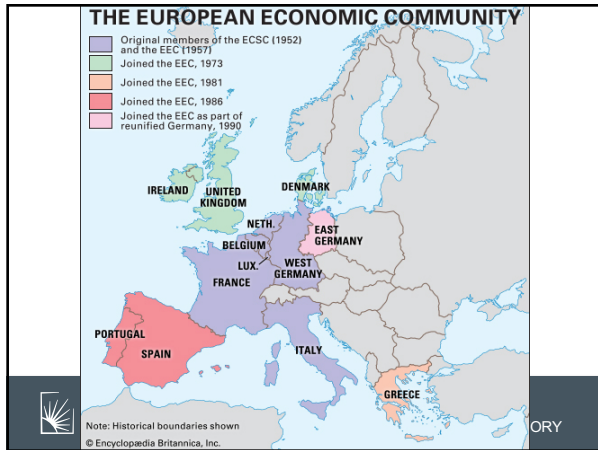 THE EUROPEAN ECONOMIC COMMUNITY
Original members of the ECSC (1952)
and the EEC (1957)
Joined the EEC, 1973
Joined the EEC, 1981
Joined the EEC, 1986
Joined the EEC as part of
reunified Germany, 1990
IRELAND
UNITED
KINGDOM
DENMARK
NETH.
BELGIUM
LUX.
EAST
GERMANY
WEST
GERMANY
FRANCE
PORTUGAL
SPAIN
ITALY
GREECE
Note: Historical boundaries shown
© Encyclopædia Britannica, Inc.
ORY